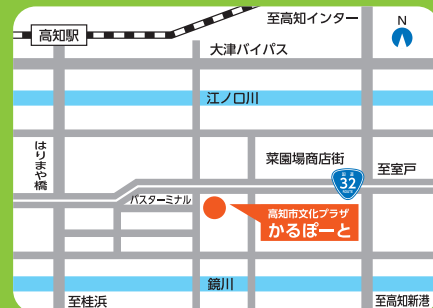 至高知インター
N
高知駅
大津バイパス
江ノ口川
はりまや橋
菜園場商店街
国道
32
ROUTE
至室戸
バスターミナル
高知市文化プラザ
かるぽーと
鏡川
至桂浜
至高知新港